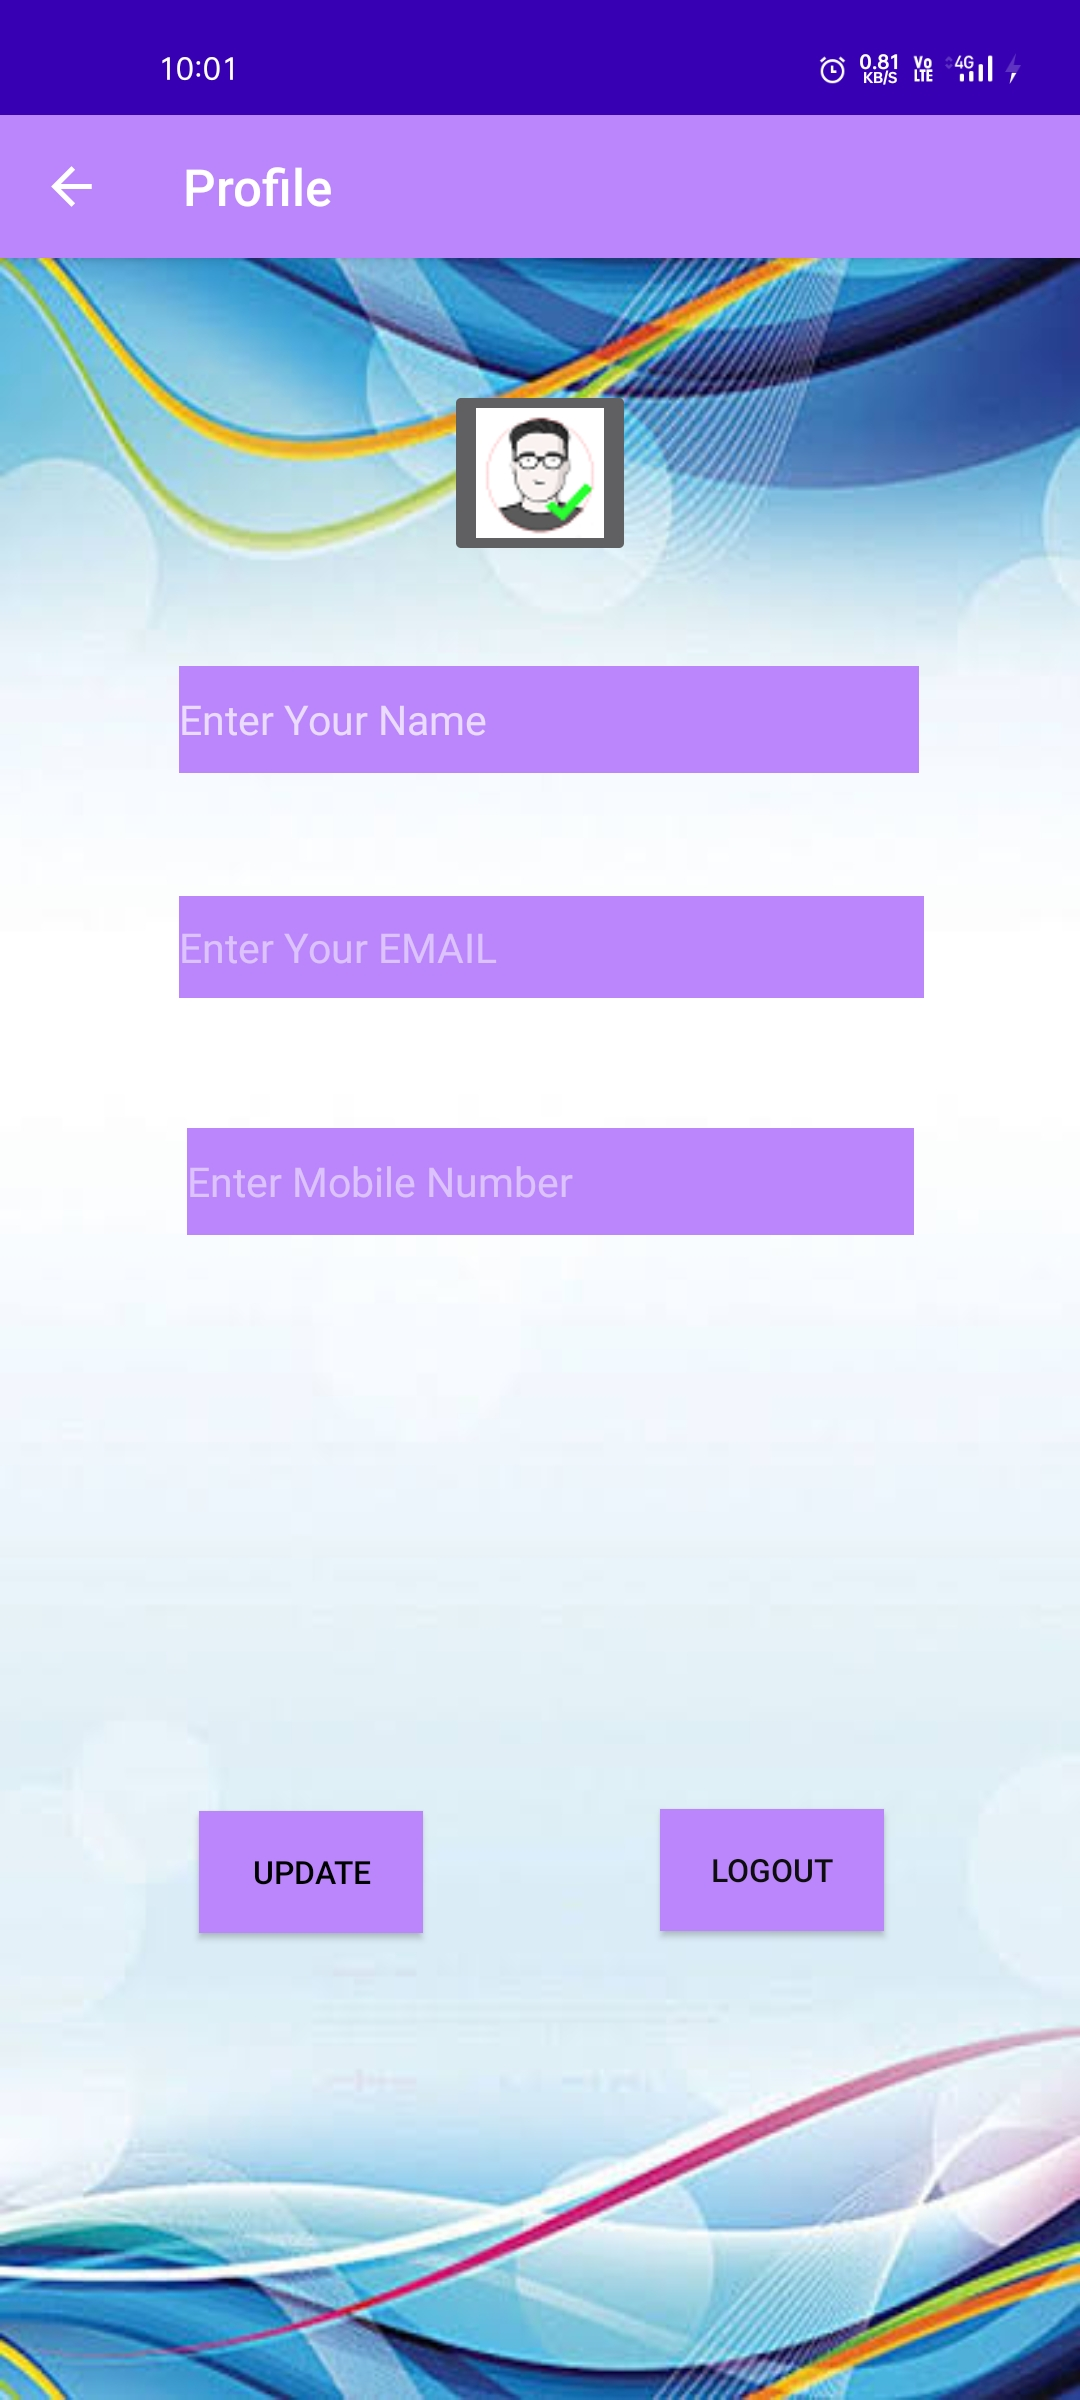 10:01
0.81
KB/S
Vo
LTE
4G
Profile
Enter Your Name
Enter Your EMAIL
Enter Mobile Number
UPDATE
LOGOUT